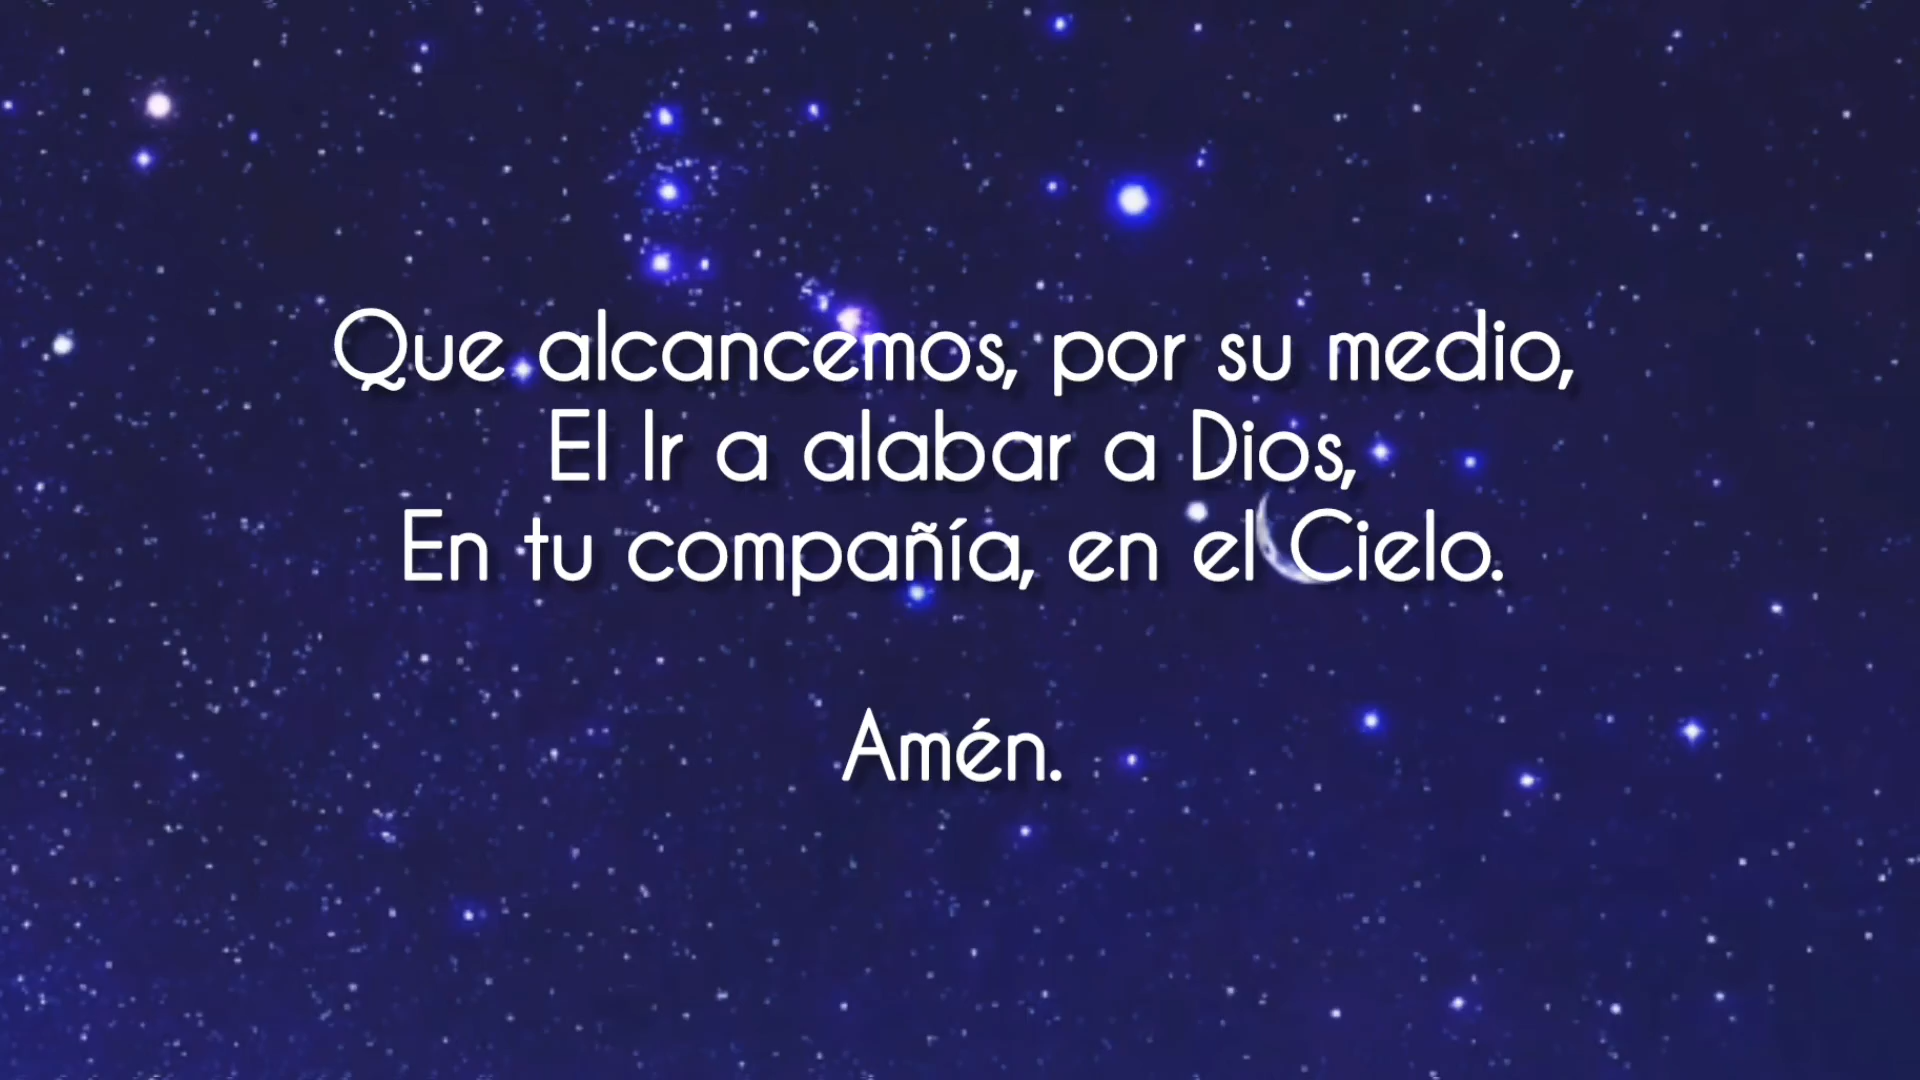 Que alcancemos, por su medio,
El Ir a alabar a Dios,
En tu compañía, en el Cielo.
Amén.